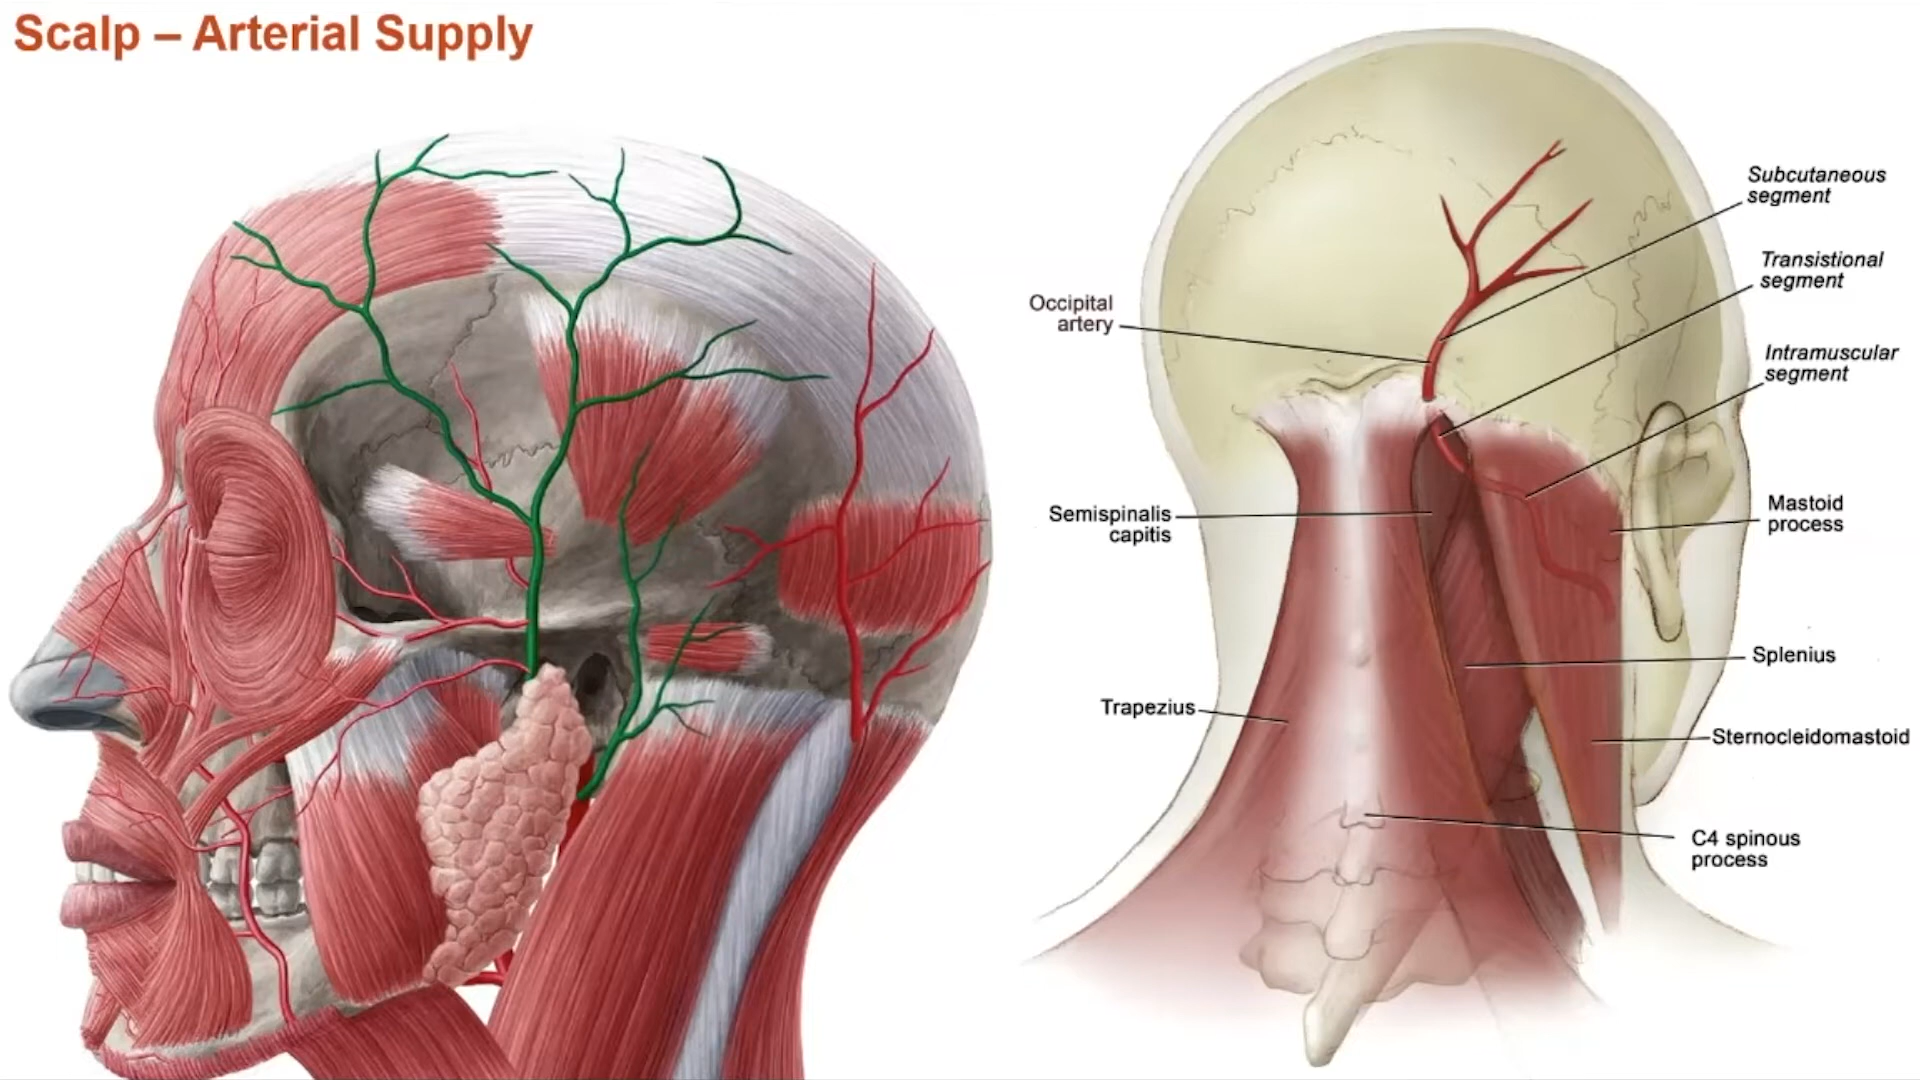 Scalp – Arterial Supply
Subcutaneous
segment
Transistional
segment
Occipital
artery
Intramuscular
segment
Semispinalis
capitis
Mastoid
process
Splenius
Trapezius
Sternocleidomastoid
C4 spinous
process